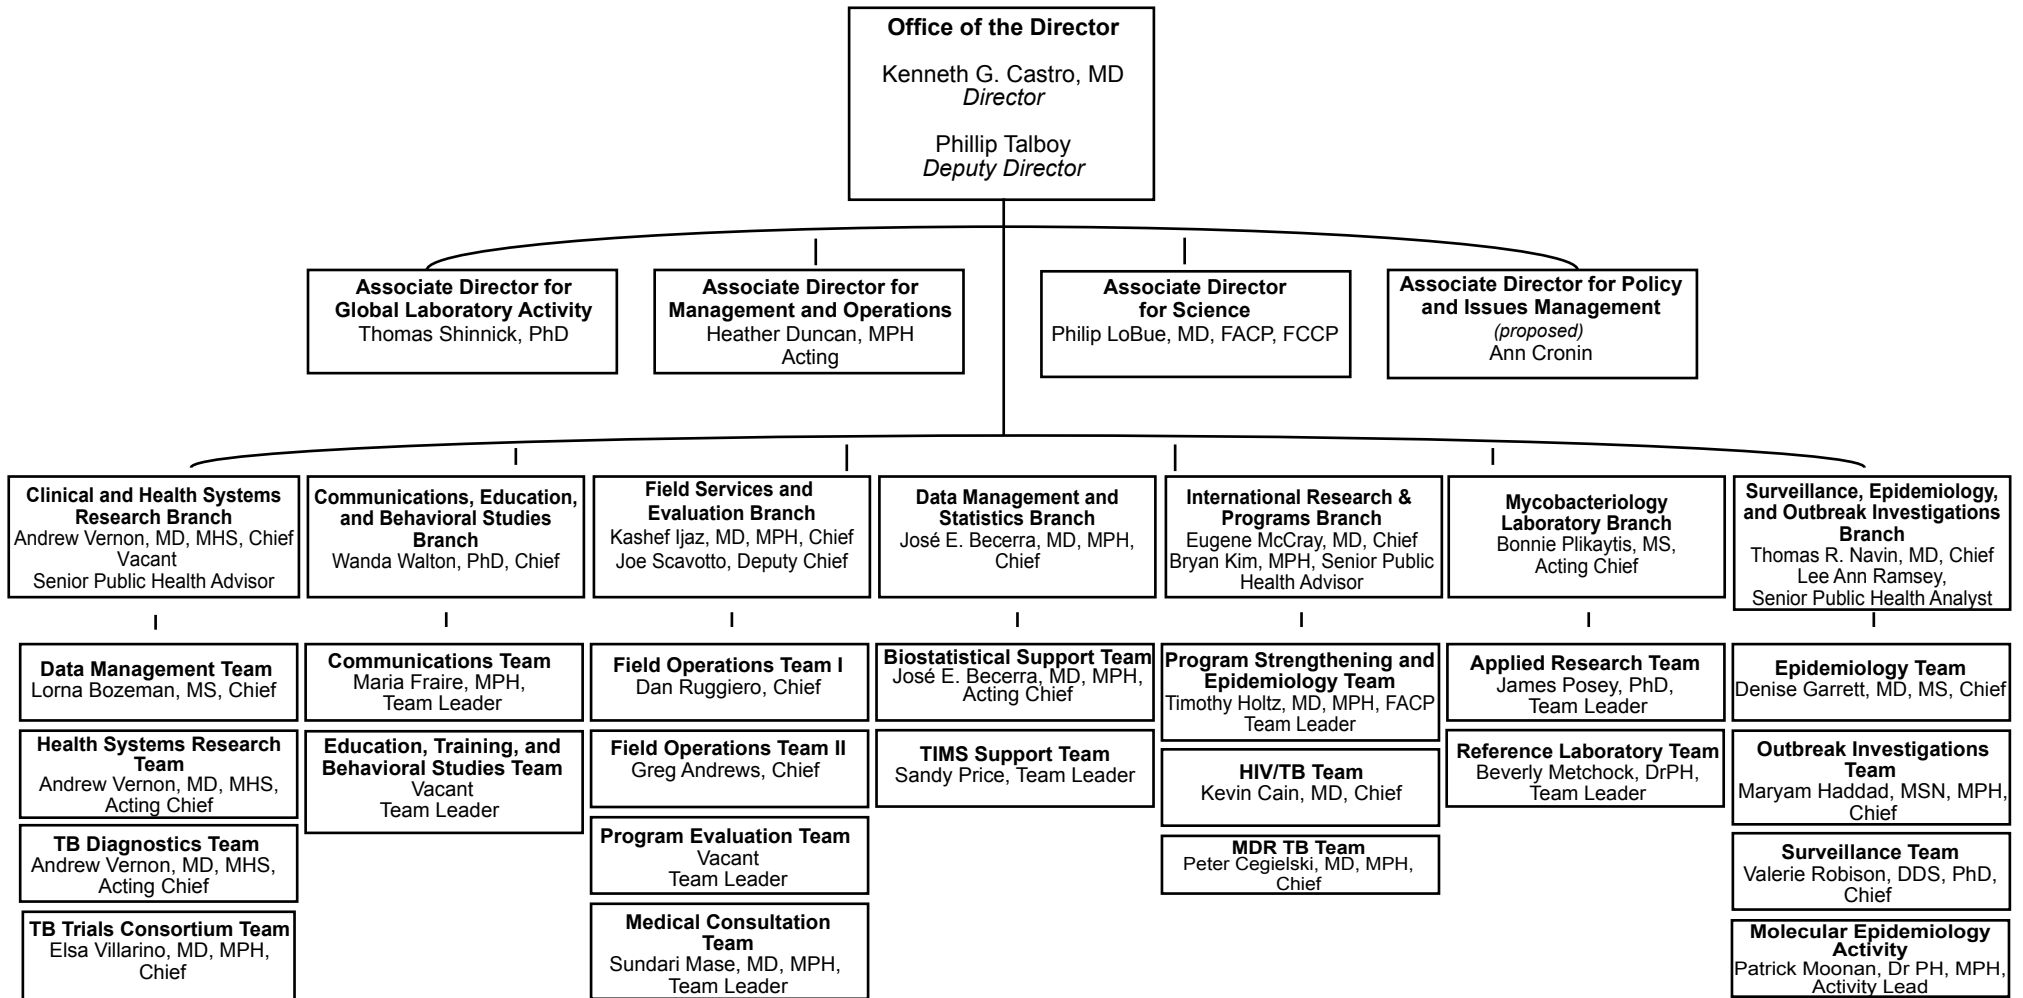 Office of the Director
Kenneth G. Castro, MD
Director
Phillip Talboy
Deputy Director
Associate Director for
Global Laboratory Activity
Thomas Shinnick, PhD
Associate Director for
Management and Operations
Heather Duncan, MPH
Acting
Associate Director
for Science
Philip LoBue, MD, FACP, FCCP
Associate Director for Policy
and Issues Management
(proposed)
Ann Cronin
Clinical and Health Systems
Research Branch
Andrew Vernon, MD, MHS, Chief
Vacant
Senior Public Health Advisor
Communications, Education,
and Behavioral Studies
Branch
Wanda Walton, PhD, Chief
Field Services and
Evaluation Branch
Kashef Ijaz, MD, MPH, Chief
Joe Scavotto, Deputy Chief
Data Management and
Statistics Branch
José E. Becerra, MD, MPH,
Chief
International Research &
Programs Branch
Eugene McCray, MD, Chief
Bryan Kim, MPH, Senior Public
Health Advisor
Mycobacteriology
Laboratory Branch
Bonnie Plikaytis, MS,
Acting Chief
Surveillance, Epidemiology,
and Outbreak Investigations
Branch
Thomas R. Navin, MD, Chief
Lee Ann Ramsey,
Senior Public Health Analyst
Data Management Team
Lorna Bozeman, MS, Chief
Health Systems Research
Team
Andrew Vernon, MD, MHS,
Acting Chief
TB Diagnostics Team
Andrew Vernon, MD, MHS,
Acting Chief
TB Trials Consortium Team
Elsa Villarino, MD, MPH,
Chief
Communications Team
Maria Fraire, MPH,
Team Leader
Education, Training, and
Behavioral Studies Team
Vacant
Team Leader
Field Operations Team I
Dan Ruggiero, Chief
Field Operations Team II
Greg Andrews, Chief
Program Evaluation Team
Vacant
Team Leader
Medical Consultation
Team
Sundari Mase, MD, MPH,
Team Leader
Biostatistical Support Team
José E. Becerra, MD, MPH,
Acting Chief
TIMS Support Team
Sandy Price, Team Leader
Program Strengthening and
Epidemiology Team
Timothy Holtz, MD, MPH, FACP
Team Leader
HIV/TB Team
Kevin Cain, MD, Chief
MDR TB Team
Peter Cegielski, MD, MPH,
Chief
Applied Research Team
James Posey, PhD,
Team Leader
Reference Laboratory Team
Beverly Metchock, DrPH,
Team Leader
Epidemiology Team
Denise Garrett, MD, MS, Chief
Outbreak Investigations
Team
Maryam Haddad, MSN, MPH,
Chief
Surveillance Team
Valerie Robison, DDS, PhD,
Chief
Molecular Epidemiology
Activity
Patrick Moonan, Dr PH, MPH,
Activity Lead